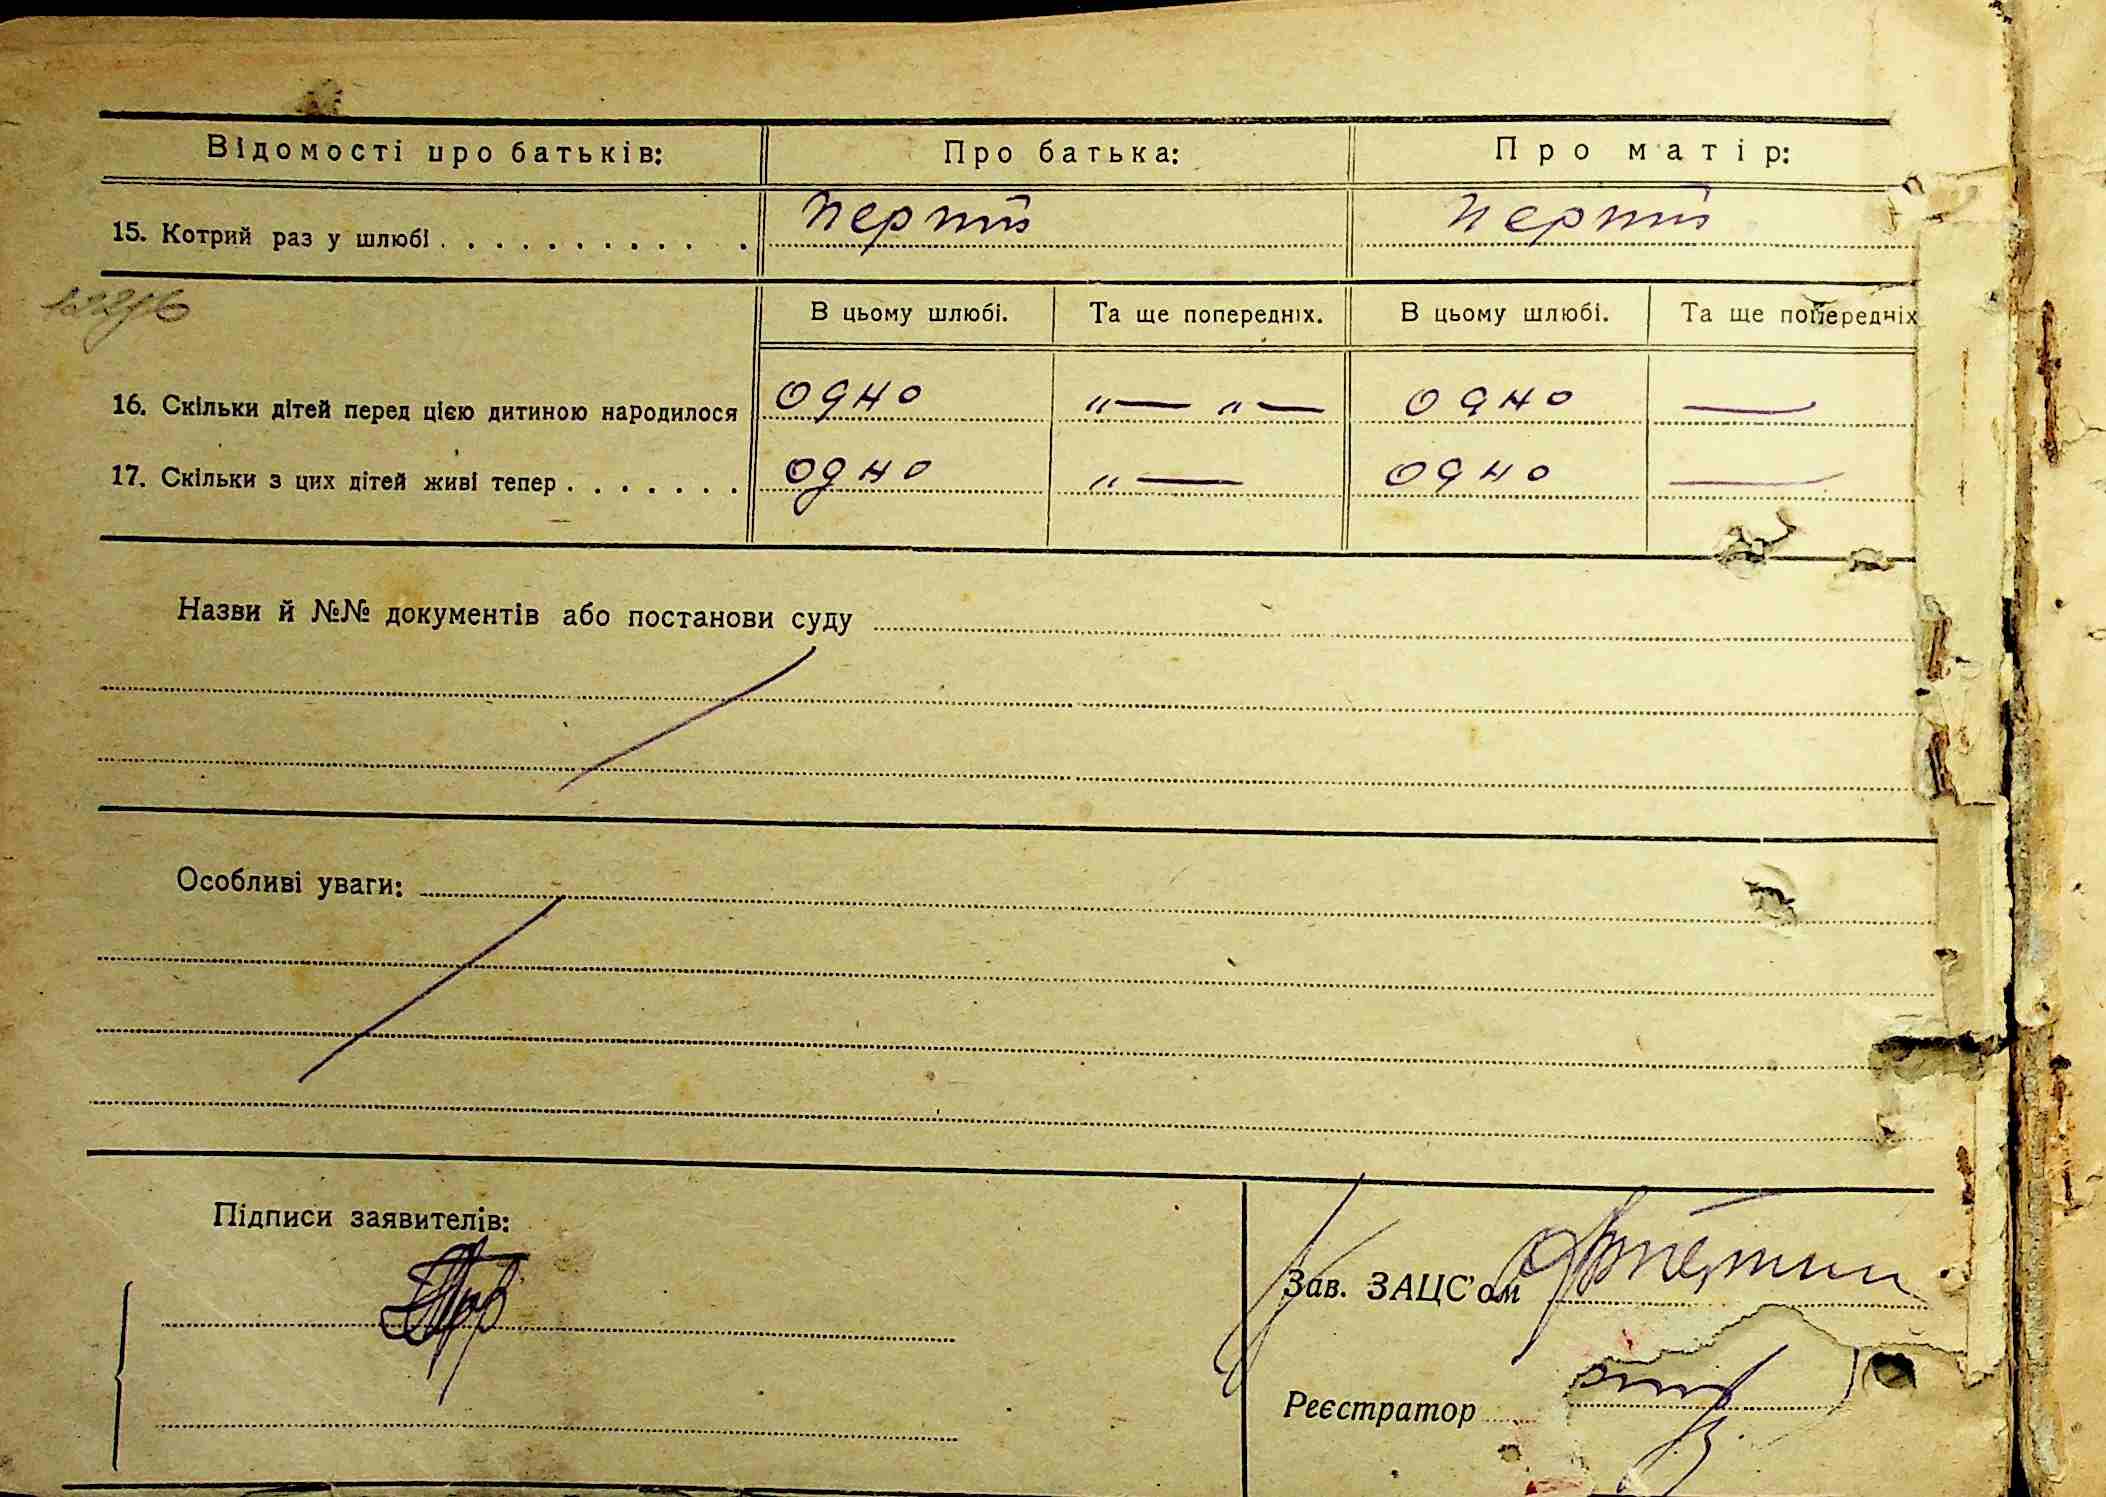 Відомості про батьків: Про батька: Про матір:
15. Котрий раз у шлюбі . . . . . . . . . . . перший перший
В цьому шлюбі. Та ще попередніх. В цьому шлюбі. Та ще попередніх
16. Скільки дітей перед цією дитиною народилося одно „— „— одно —
17. Скільки з цих дітей живі тепер . . . . . . . одно „— одно —
Назви й №№ документів або постанови суду
Особливі уваги:
Підписи заявителів:
Зав. ЗАЦС'ом
Реєстратор